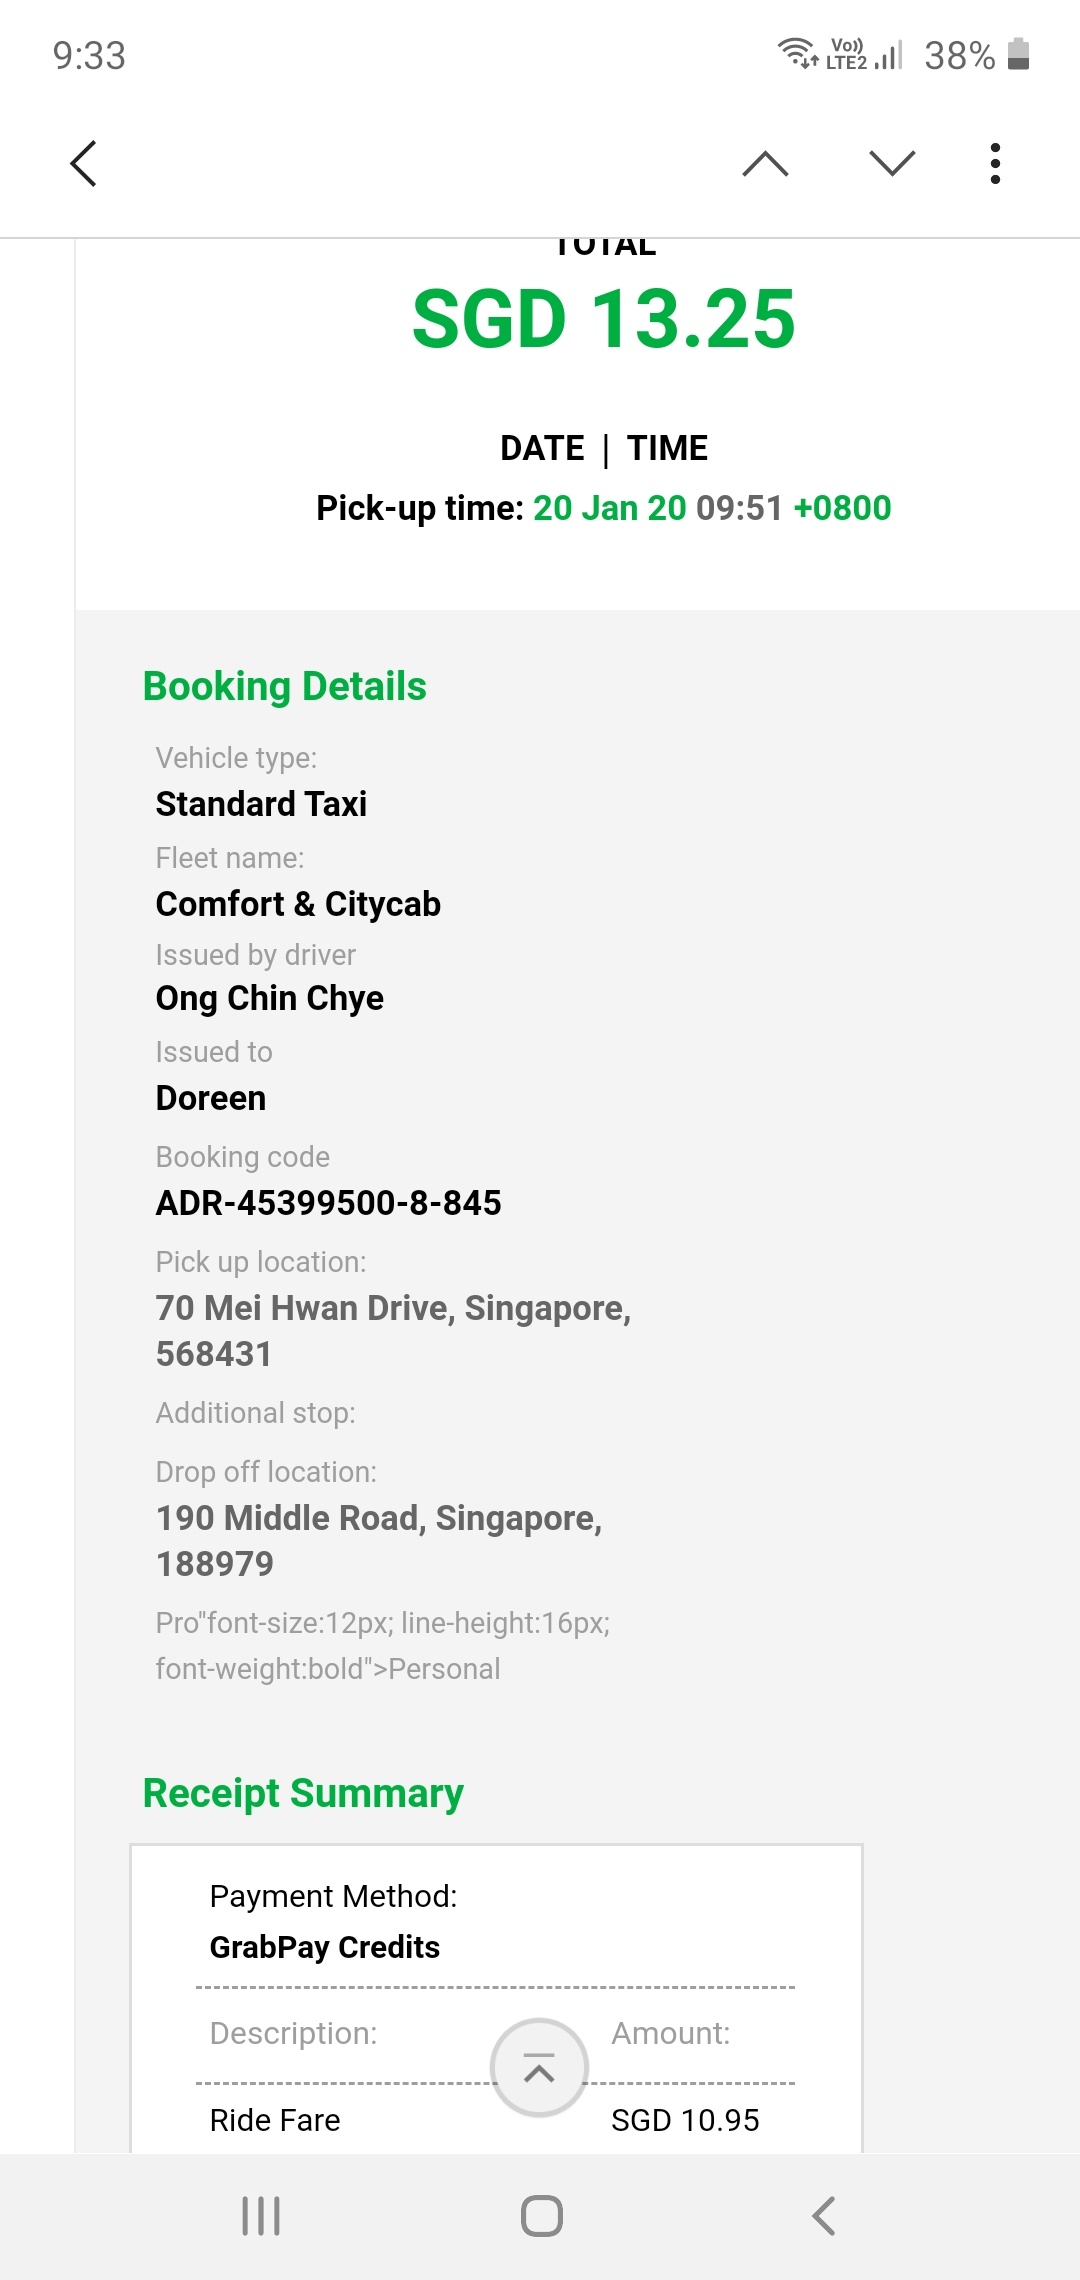 9:33
Vo)) LTE2 38%
TOTAL
SGD 13.25
DATE | TIME
Pick-up time: 20 Jan 20 09:51 +0800
Booking Details
Vehicle type:
Standard Taxi
Fleet name:
Comfort & Citycab
Issued by driver
Ong Chin Chye
Issued to
Doreen
Booking code
ADR-45399500-8-845
Pick up location:
70 Mei Hwan Drive, Singapore,
568431
Additional stop:
Drop off location:
190 Middle Road, Singapore,
188979
Pro"font-size:12px; line-height:16px;
font-weight:bold">Personal
Receipt Summary
Payment Method:
GrabPay Credits
Description: Amount:
Ride Fare SGD 10.95